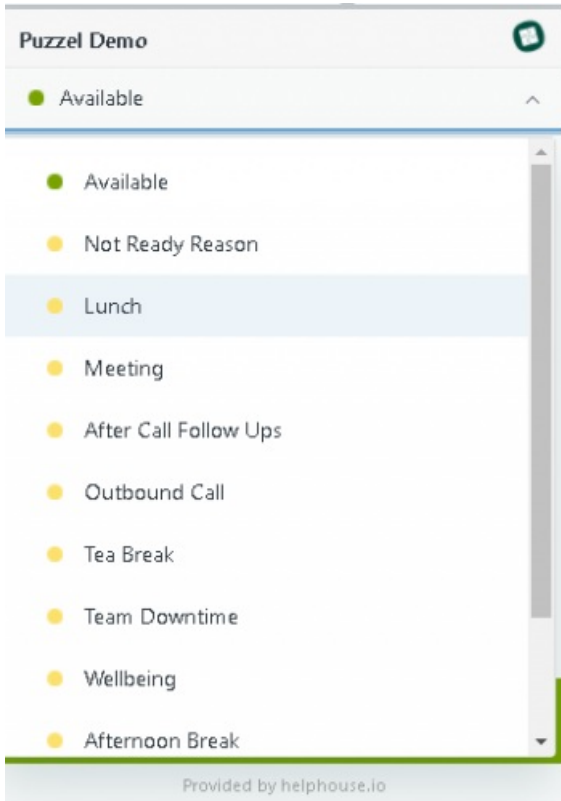 Puzzel Demo
Available
Available
Not Ready Reason
Lunch
Meeting
After Call Follow Ups
Outbound Call
Tea Break
Team Downtime
Wellbeing
Afternoon Break
Provided by helphouse.io